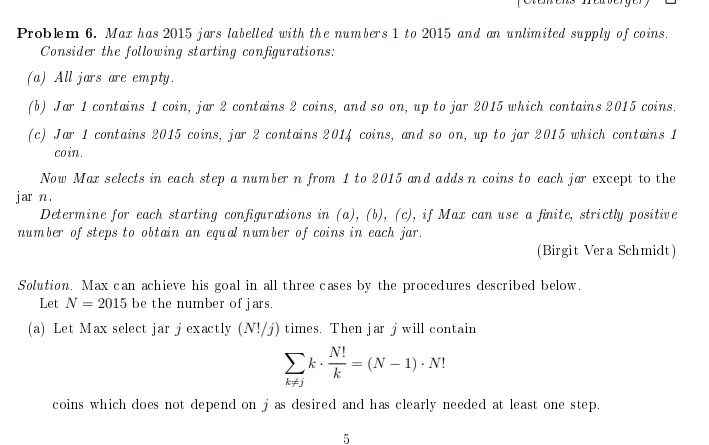 (Clemens Heuberger) □
Problem 6. Max has 2015 jars labelled with the numbers 1 to 2015 and an unlimited supply of coins.
Consider the following starting configurations:
(a) All jars are empty.
(b) Jar 1 contains 1 coin, jar 2 contains 2 coins, and so on, up to jar 2015 which contains 2015 coins.
(c) Jar 1 contains 2015 coins, jar 2 contains 2014 coins, and so on, up to jar 2015 which contains 1
coin.
Now Max selects in each step a number n from 1 to 2015 and adds n coins to each jar except to the
jar n.
Determine for each starting configuration in (a), (b), (c), if Max can use a finite, strictly positive
number of steps to obtain an equal number of coins in each jar.
(Birgit Vera Schmidt)
Solution. Max can achieve his goal in all three cases by the procedures described below.
Let N = 2015 be the number of jars.
(a) Let Max select jar j exactly (N!/j) times. Then jar j will contain
∑_{k≠j} k · N!/k = (N − 1) · N!
coins which does not depend on j as desired and has clearly needed at least one step.
5